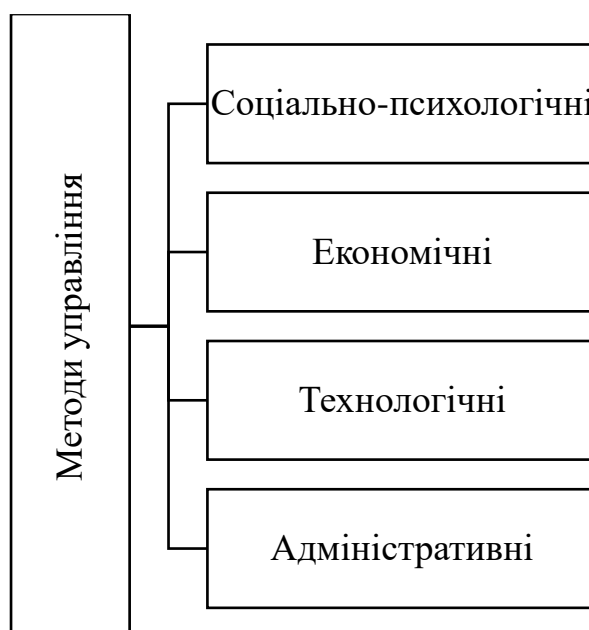 Методи управління
Соціально-психологічні
Економічні
Технологічні
Адміністративні